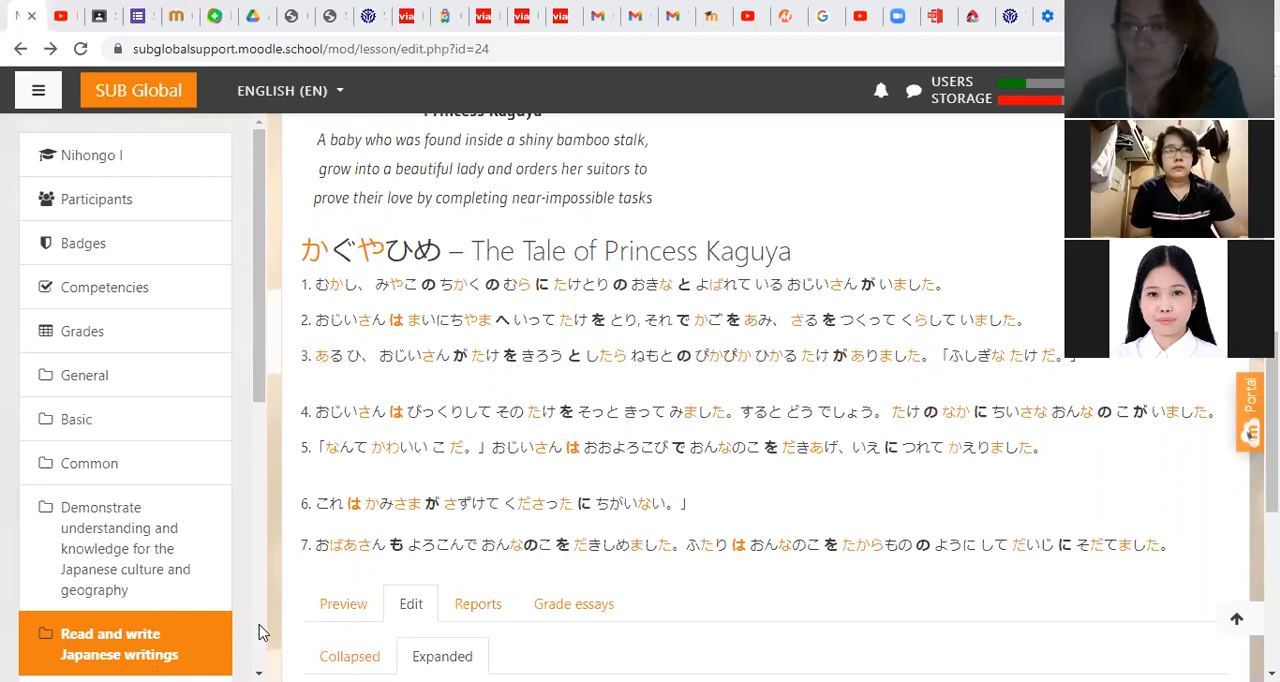 subglobalsupport.moodle.school/mod/lesson/edit.php?id=24
SUB Global
ENGLISH (EN)
USERS
STORAGE
Nihongo I
Participants
Badges
Competencies
Grades
General
Basic
Common
Demonstrate
understanding and
knowledge for the
Japanese culture and
geography
Read and write
Japanese writings
Princess Kaguya
A baby who was found inside a shiny bamboo stalk,
grow into a beautiful lady and orders her suitors to
prove their love by completing near-impossible tasks
かぐやひめ – The Tale of Princess Kaguya
1. むかし、 みやこ の ちかく の むら に たけとり の おきな と よばれて いる おじいさん が いました。
2. おじいさん は まいにちやま へ いって たけ を とり, それ で かご を あみ、 ざる を つくって くらして いました。
3. ある ひ、 おじいさん が たけ を きろう と したら ねもと の ぴかぴか ひかる たけ が ありました。「ふしぎな たけ だ。」
4. おじいさん は びっくりして その たけ を そっと きって みました。すると どう でしょう。 たけ の なか に ちいさな おんな の こ が いました。
5. 「なんて かわいい こ だ。」おじいさん は おおよろこび で おんなのこ を だきあげ、いえ に つれて かえりました。
6. これ は かみさま が さずけて くださった に ちがいない。」
7. おばあさん も よろこんで おんなのこ を だきしめました。ふたり は おんなのこ を たからもの の ように して だいじ に そだてました。
Preview
Edit
Reports
Grade essays
Collapsed
Expanded
Portal